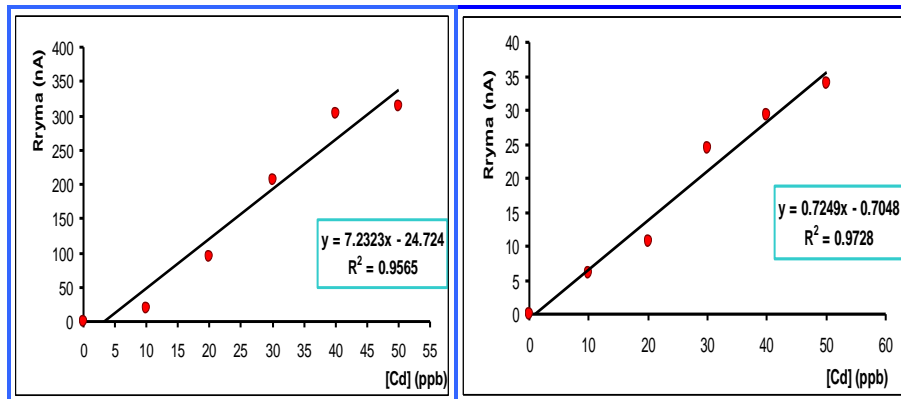 Rryma (nA)
400
350
300
250
200
150
100
50
0
y = 7.2323x - 24.724
R² = 0.9565
0 5 10 15 20 25 30 35 40 45 50 55
[Cd] (ppb)
Rryma (nA)
40
35
30
25
20
15
10
5
0
y = 0.7249x - 0.7048
R² = 0.9728
0 10 20 30 40 50 60
[Cd] (ppb)